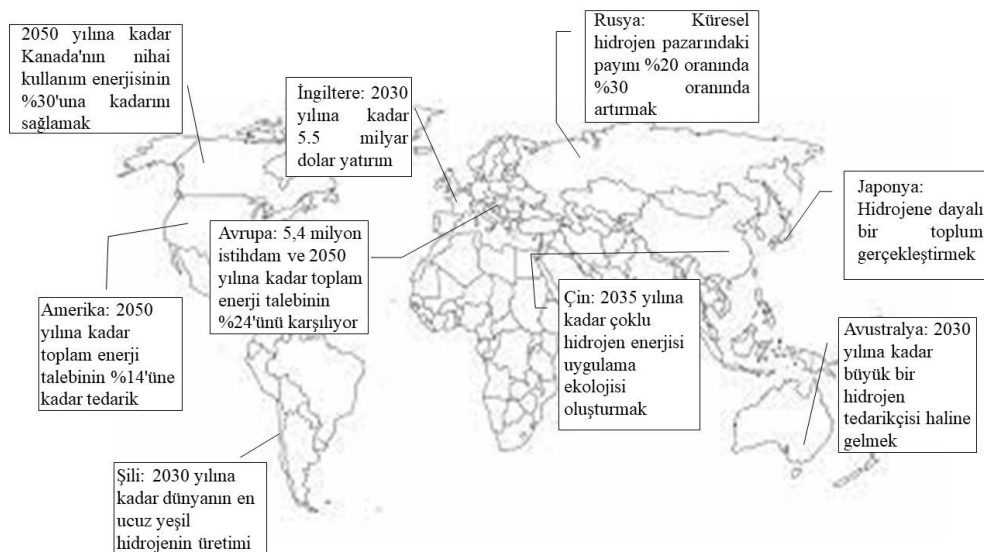 2050 yılına kadar
Kanada'nın nihai
kullanım enerjisinin
%30'una kadarını
sağlamak
İngiltere: 2030
yılına kadar
5.5 milyar
dolar yatırım
Rusya: Küresel
hidrojen pazarındaki
payını %20 oranında
%30 oranında
artırmak
Japonya:
Hidrojene dayalı
bir toplum
gerçekleştirmek
Avrupa: 5,4 milyon
istihdam ve 2050
yılına kadar toplam
enerji talebinin
%24'ünü karşılıyor
Amerika: 2050
yılına kadar
toplam enerji
talebinin %14'üne
kadar tedarik
Çin: 2035 yılına
kadar çoklu
hidrojen enerjisi
uygulama
ekolojisi
oluşturmak
Avustralya: 2030
yılına kadar
büyük bir
hidrojen
tedarikçisi haline
gelmek
Şili: 2030 yılına
kadar dünyanın en
ucuz yeşil
hidrojenin üretimi